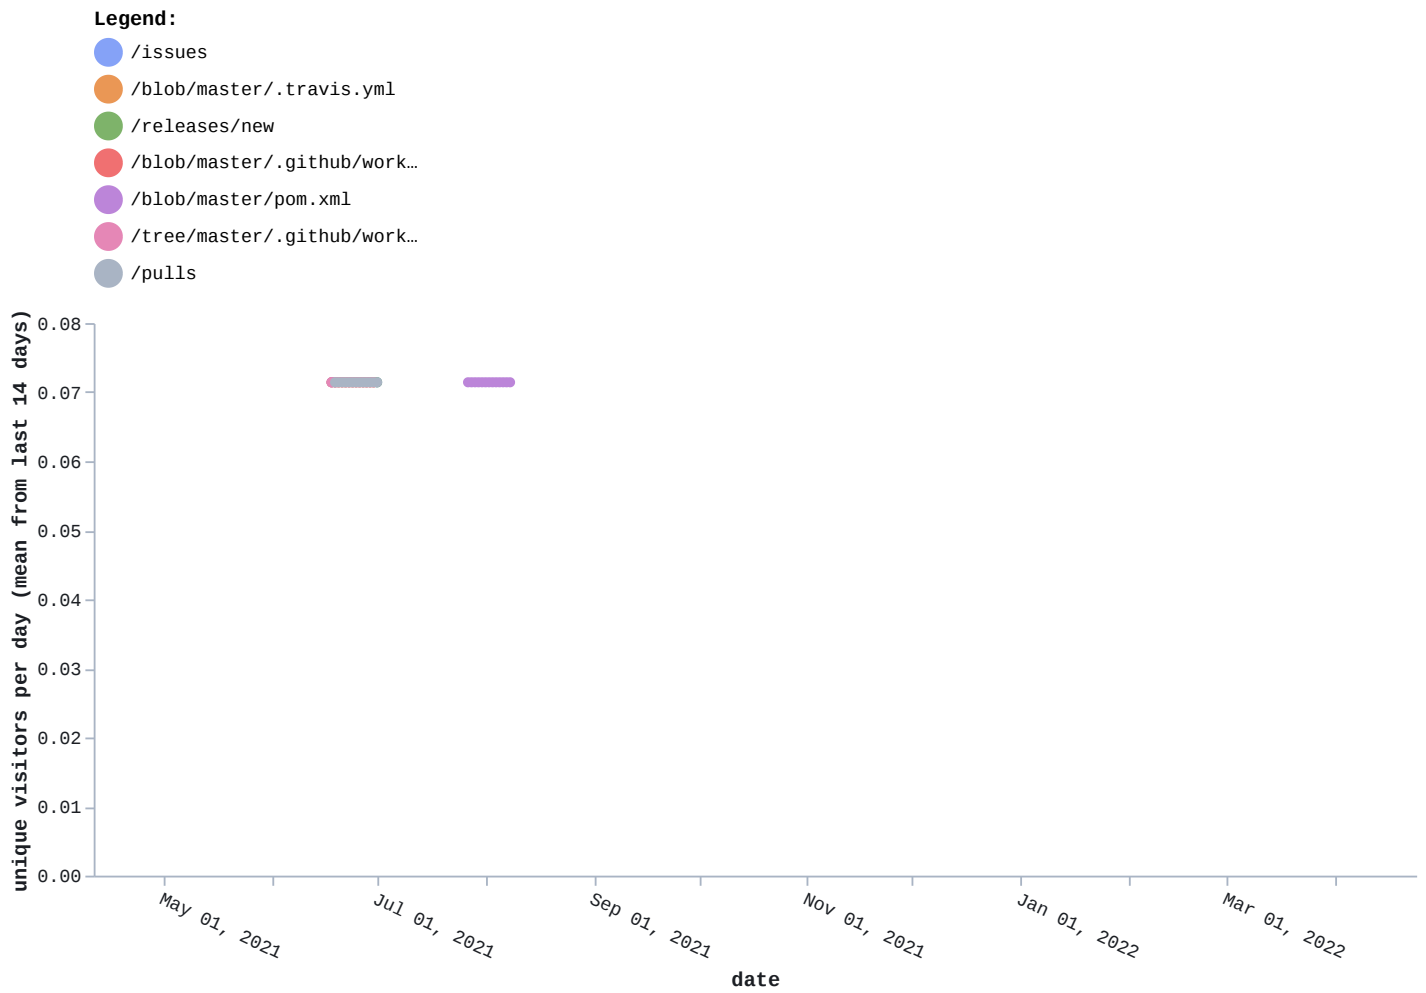 Legend:
/issues
/blob/master/.travis.yml
/releases/new
/blob/master/.github/work…
/blob/master/pom.xml
/tree/master/.github/work…
/pulls
unique visitors per day (mean from last 14 days)
0.08
0.07
0.06
0.05
0.04
0.03
0.02
0.01
0.00
May 01, 2021
Jul 01, 2021
Sep 01, 2021
Nov 01, 2021
Jan 01, 2022
Mar 01, 2022
date